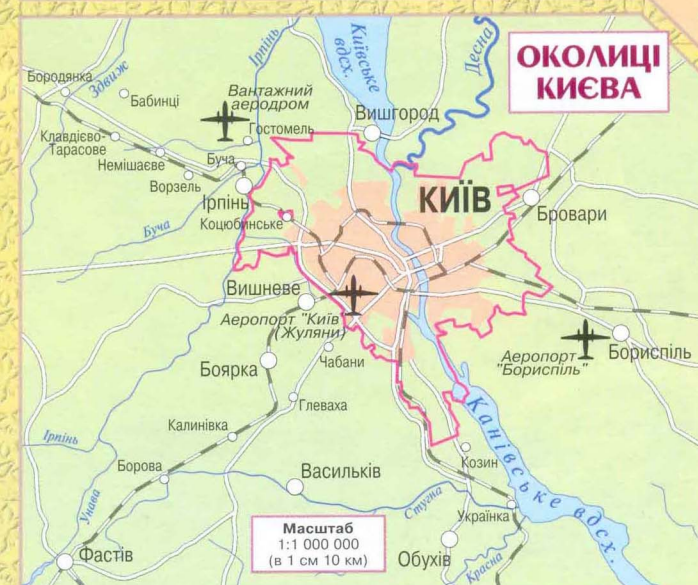 ОКОЛИЦІ
КИЄВА
Київське
вдсх.
Десна
Ірпінь
Здвиж
Бородянка
Бабинці
Вантажний
аеродром
Гостомель
Вишгород
Клавдієво-
Тарасове
Немішаєве
Ворзель
Буча
Ірпінь
Буча
Коцюбинське
КИЇВ
Бровари
Вишневе
Аеропорт "Київ"
(Жуляни)
Чабани
Боярка
Глеваха
Калинівка
Аеропорт
"Бориспіль"
Бориспіль
Ірпінь
Унава
Борова
Васильків
Козин
Канівське вдсх.
Стугна
Українка
Фастів
Масштаб
1:1 000 000
(в 1 см 10 км)
Обухів
Красна